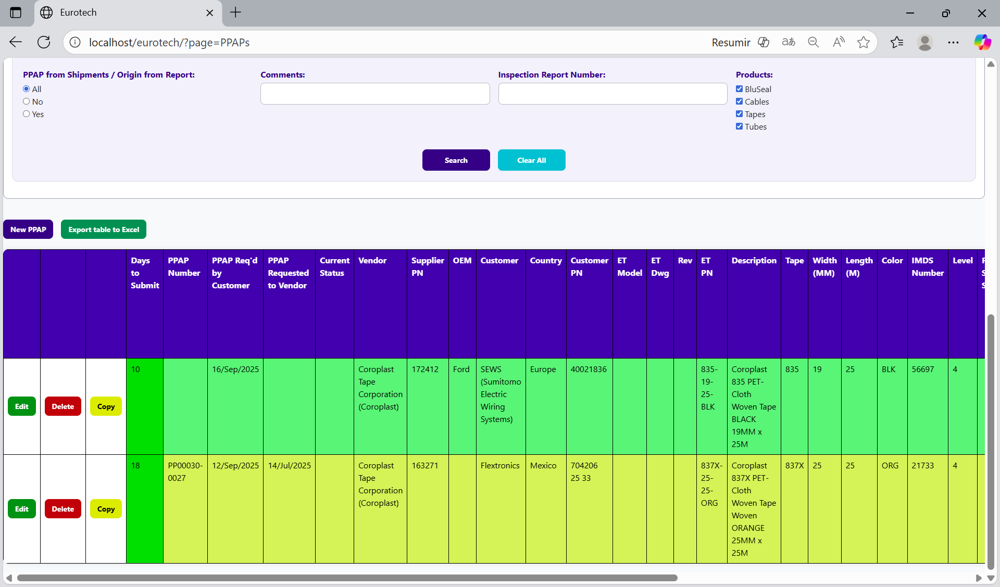 Eurotech
localhost/eurotech/?page=PPAPs
Resumir
PPAP from Shipments / Origin from Report:
All
No
Yes
Comments:
Inspection Report Number:
Products:
BluSeal
Cables
Tapes
Tubes
Search
Clear All
New PPAP
Export table to Excel
Days
to
Submit
PPAP
Number
PPAP Req'd
by
Customer
PPAP
Requested
to Vendor
Current
Status
Vendor
Supplier
PN
OEM
Customer
Country
Customer
PN
ET
Model
ET
Dwg
Rev
ET
PN
Description
Tape
Width
(MM)
Length
(M)
Color
IMDS
Number
Level
Edit
Delete
Copy
10
16/Sep/2025
Coroplast
Tape
Corporation
(Coroplast)
172412
Ford
SEWS
(Sumitomo
Electric
Wiring
Systems)
Europe
40021836
835-
19-
25-
BLK
Coroplast
835 PET-
Cloth
Woven Tape
BLACK
19MM x
25M
835
19
25
BLK
56697
4
Edit
Delete
Copy
18
PP00030-
0027
12/Sep/2025
14/Jul/2025
Coroplast
Tape
Corporation
(Coroplast)
163271
Flextronics
Mexico
704206
25 33
837X-
25-
25-
ORG
Coroplast
837X PET-
Cloth
Woven Tape
Woven
ORANGE
25MM x
25M
837X
25
25
ORG
21733
4